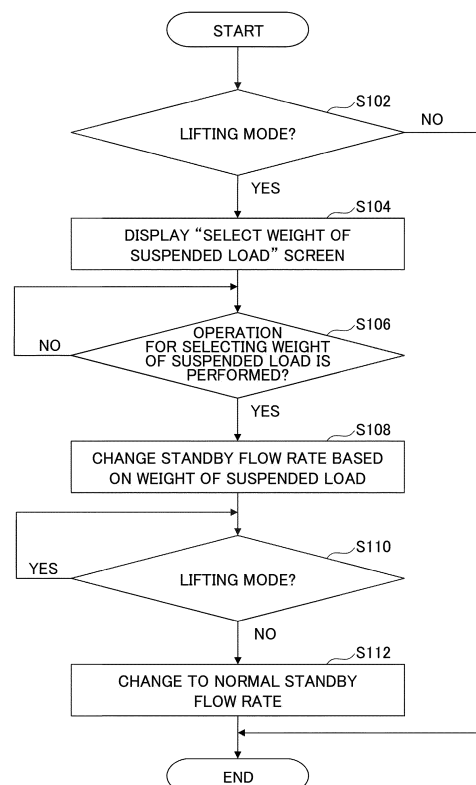 START
S102
LIFTING MODE?
NO
YES
S104
DISPLAY “SELECT WEIGHT OF
SUSPENDED LOAD” SCREEN
S106
OPERATION
FOR SELECTING WEIGHT
OF SUSPENDED LOAD IS
PERFORMED?
NO
YES
S108
CHANGE STANDBY FLOW RATE BASED
ON WEIGHT OF SUSPENDED LOAD
S110
YES
LIFTING MODE?
NO
S112
CHANGE TO NORMAL STANDBY
FLOW RATE
END